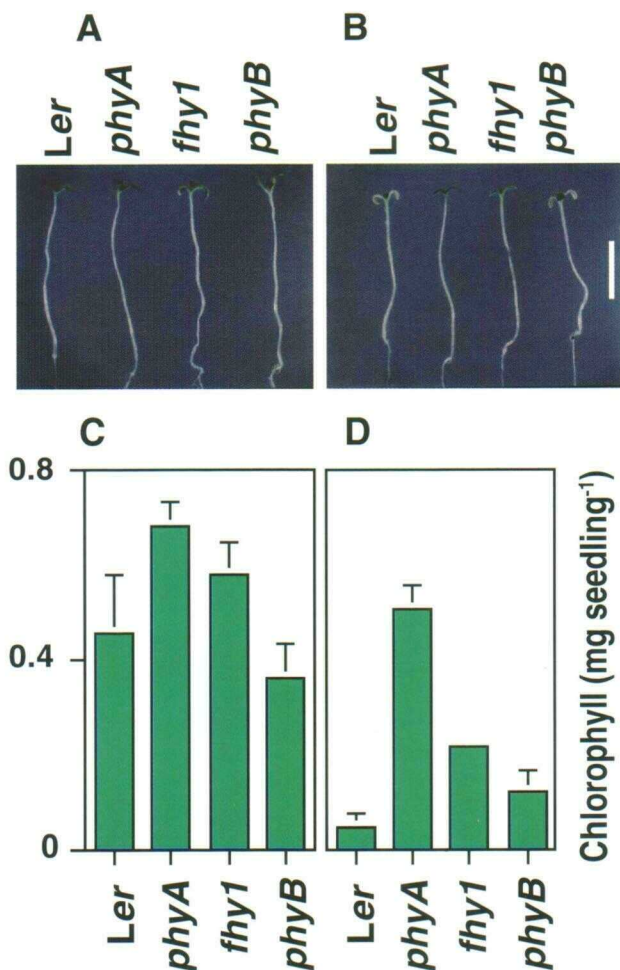 A
B
Ler phyA fhy1 phyB
Ler phyA fhy1 phyB
C
D
0.8
0.4
0
Chlorophyll (mg seedling⁻¹)
Ler phyA fhy1 phyB
Ler phyA fhy1 phyB